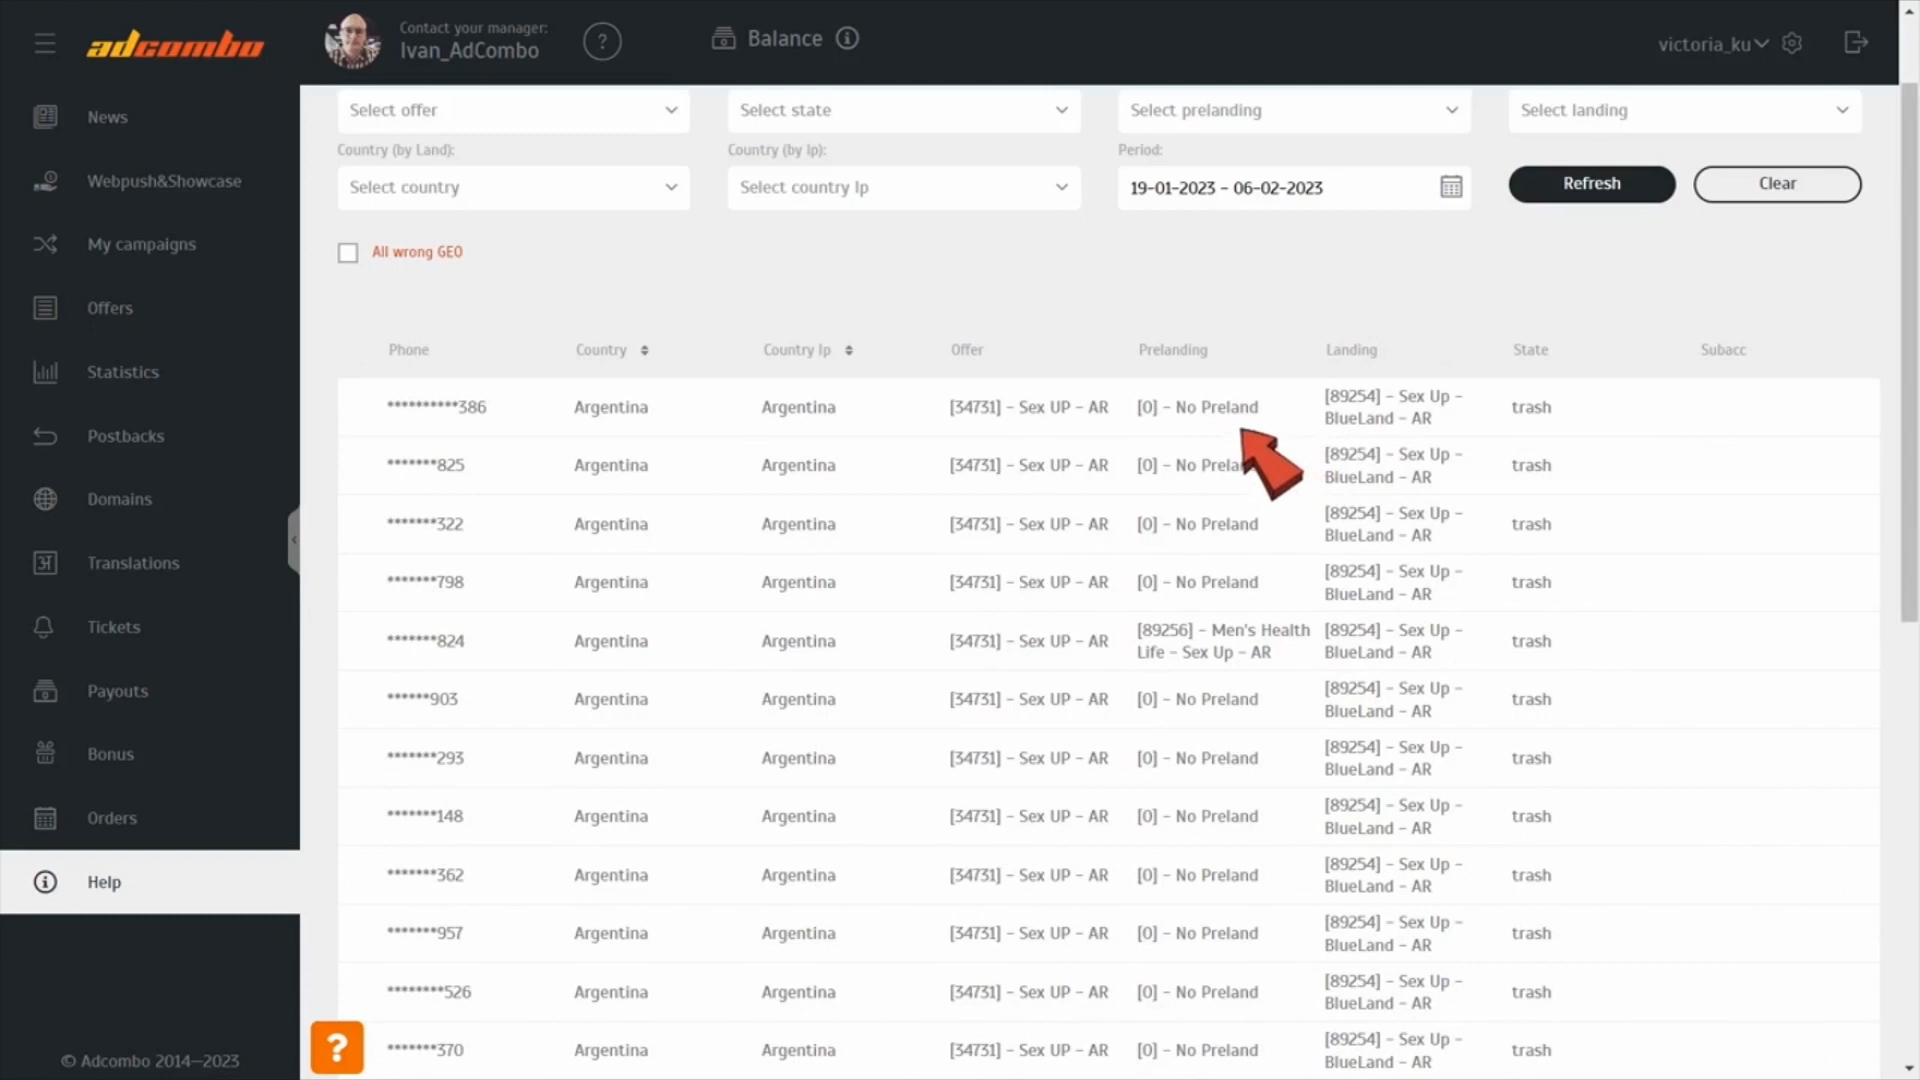 adcombo
Contact your manager:
Ivan_AdCombo
?
Balance
victoria_ku
News
Webpush&Showcase
My campaigns
Offers
Statistics
Postbacks
Domains
Translations
Tickets
Payouts
Bonus
Orders
Help
© Adcombo 2014—2023
Select offer
Select state
Select prelanding
Select landing
Country (by Land):
Country (by Ip):
Period:
Select country
Select country Ip
19-01-2023 - 06-02-2023
Refresh
Clear
All wrong GEO
Phone Country Country Ip Offer Prelanding Landing State Subacc
**********386 Argentina Argentina [34731] - Sex UP - AR [0] - No Preland [89254] - Sex Up -
BlueLand - AR trash
*******825 Argentina Argentina [34731] - Sex UP - AR [0] - No Prela [89254] - Sex Up -
BlueLand - AR trash
*******322 Argentina Argentina [34731] - Sex UP - AR [0] - No Preland [89254] - Sex Up -
BlueLand - AR trash
*******798 Argentina Argentina [34731] - Sex UP - AR [0] - No Preland [89254] - Sex Up -
BlueLand - AR trash
*******824 Argentina Argentina [34731] - Sex UP - AR [89256] - Men's Health [89254] - Sex Up -
Life - Sex Up - AR BlueLand - AR trash
******903 Argentina Argentina [34731] - Sex UP - AR [0] - No Preland [89254] - Sex Up -
BlueLand - AR trash
*******293 Argentina Argentina [34731] - Sex UP - AR [0] - No Preland [89254] - Sex Up -
BlueLand - AR trash
*******148 Argentina Argentina [34731] - Sex UP - AR [0] - No Preland [89254] - Sex Up -
BlueLand - AR trash
*******362 Argentina Argentina [34731] - Sex UP - AR [0] - No Preland [89254] - Sex Up -
BlueLand - AR trash
*******957 Argentina Argentina [34731] - Sex UP - AR [0] - No Preland [89254] - Sex Up -
BlueLand - AR trash
********526 Argentina Argentina [34731] - Sex UP - AR [0] - No Preland [89254] - Sex Up -
BlueLand - AR trash
*******370 Argentina Argentina [34731] - Sex UP - AR [0] - No Preland [89254] - Sex Up -
BlueLand - AR trash
?